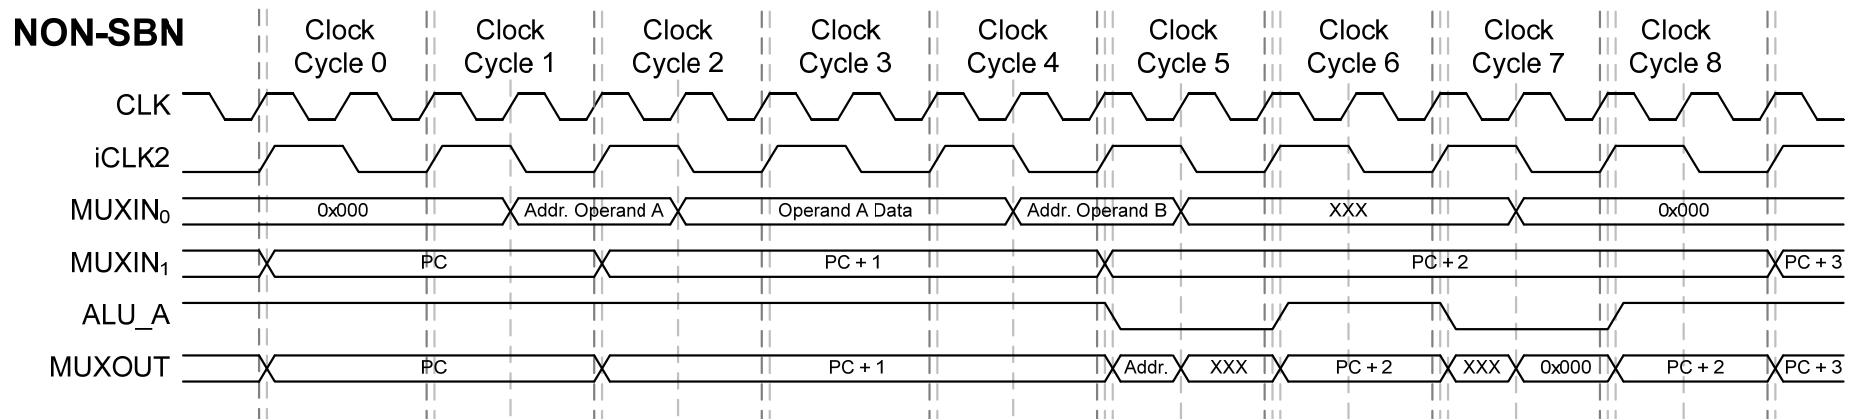 NON-SBN
Clock Cycle 0
Clock Cycle 1
Clock Cycle 2
Clock Cycle 3
Clock Cycle 4
Clock Cycle 5
Clock Cycle 6
Clock Cycle 7
Clock Cycle 8
CLK
iCLK2
MUXIN₀ 0x000 Addr. Operand A Operand A Data Addr. Operand B XXX 0x000
MUXIN₁ PC PC + 1 PC + 2 PC + 3
ALU_A
MUXOUT PC PC + 1 Addr. XXX PC + 2 XXX 0x000 PC + 2 PC + 3